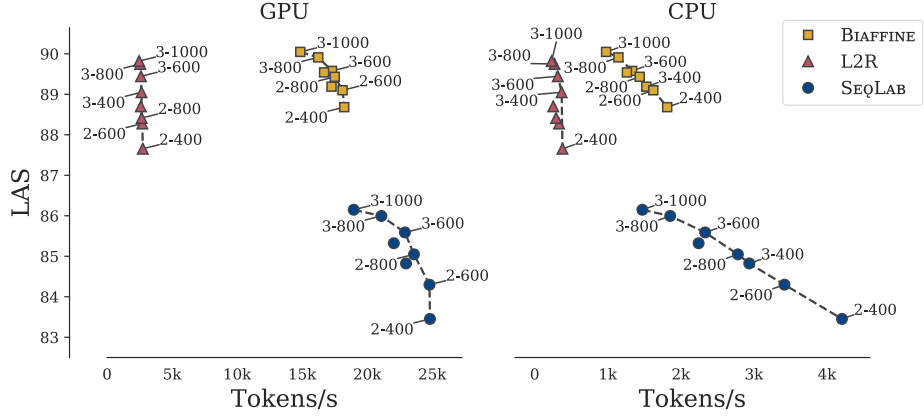 GPU
CPU
BIAFFINE
L2R
SEQLAB
LAS
90
89
88
87
86
85
84
83
3-1000
3-800
3-600
3-400
2-800
2-600
2-400
3-1000
3-800
3-600
2-800
2-600
2-400
3-1000
3-800
3-600
2-800
2-600
2-400
3-1000
3-800
3-600
3-400
2-400
3-1000
3-800
3-600
2-800
3-400
2-600
2-400
3-1000
3-800
3-600
2-800
3-400
2-600
2-400
0
5k
10k
15k
20k
25k
Tokens/s
0
1k
2k
3k
4k
Tokens/s